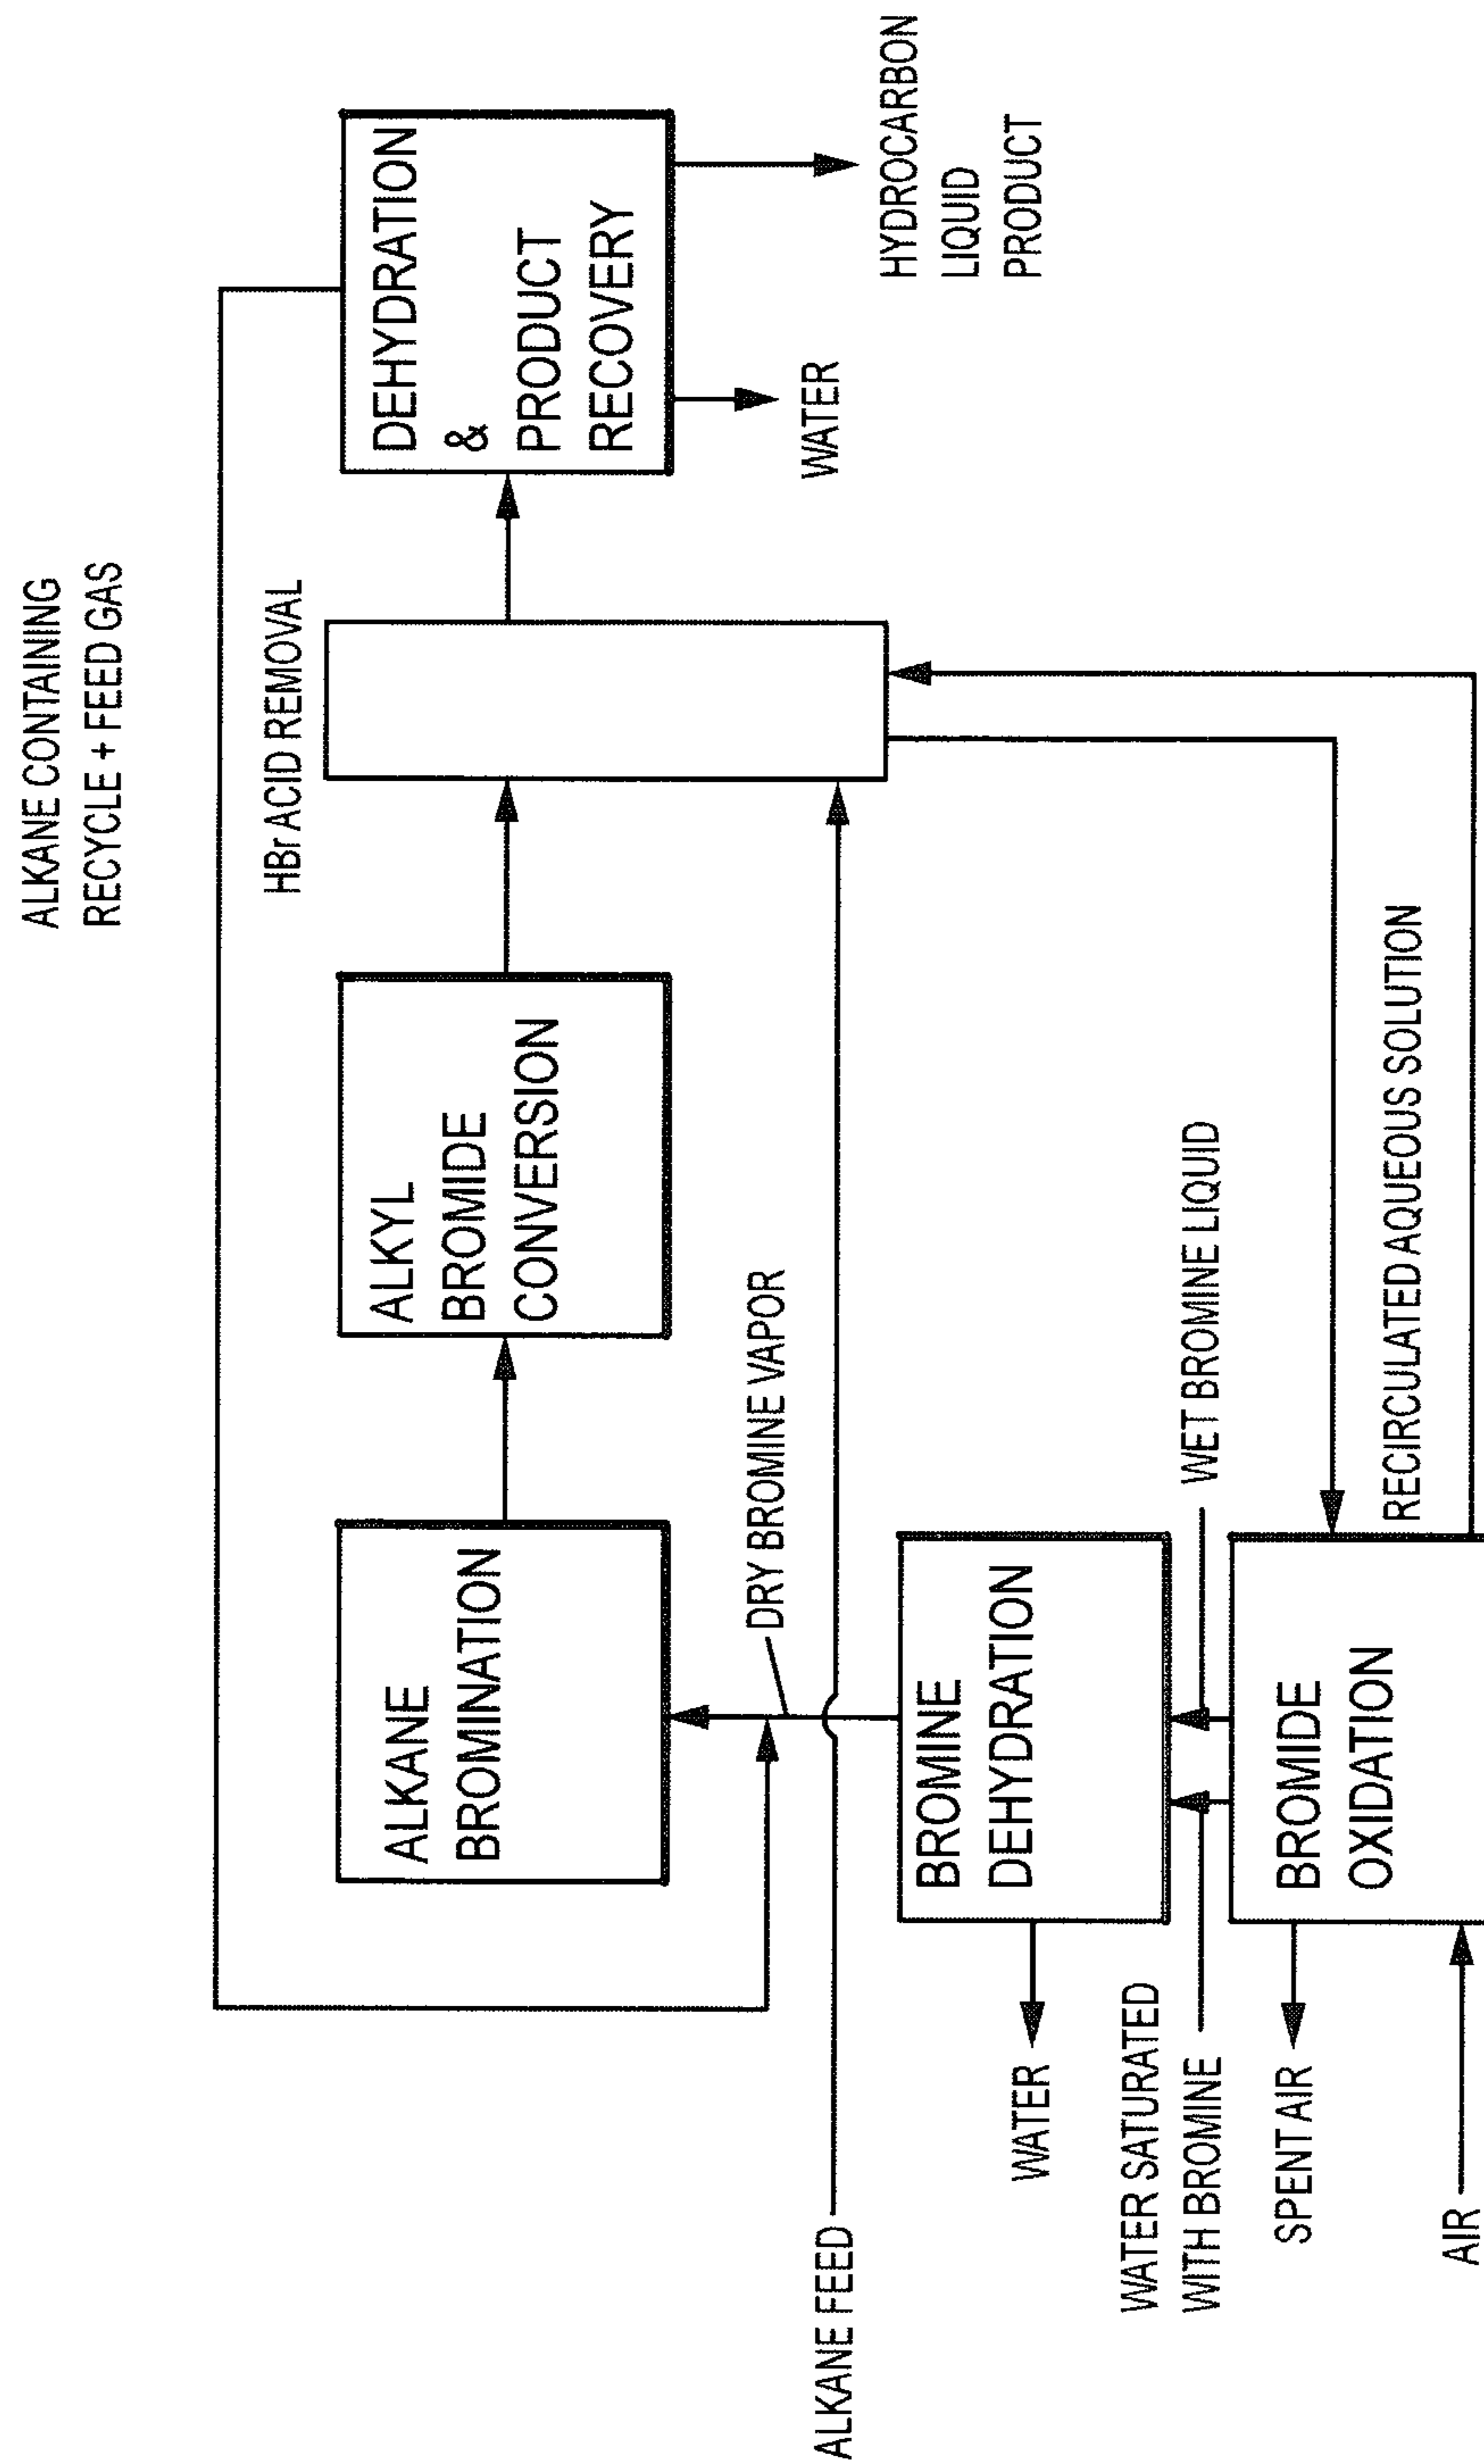 ALKANE CONTAINING
RECYCLE + FEED GAS
HBr ACID REMOVAL
ALKANE
BROMINATION
ALKYL
BROMIDE
CONVERSION
DEHYDRATION
&
PRODUCT
RECOVERY
DRY BROMINE VAPOR
ALKANE FEED
WATER
HYDROCARBON
LIQUID
PRODUCT
BROMINE
DEHYDRATION
WATER
WATER SATURATED
WITH BROMINE
WET BROMINE LIQUID
BROMIDE
OXIDATION
SPENT AIR
AIR
RECIRCULATED AQUEOUS SOLUTION